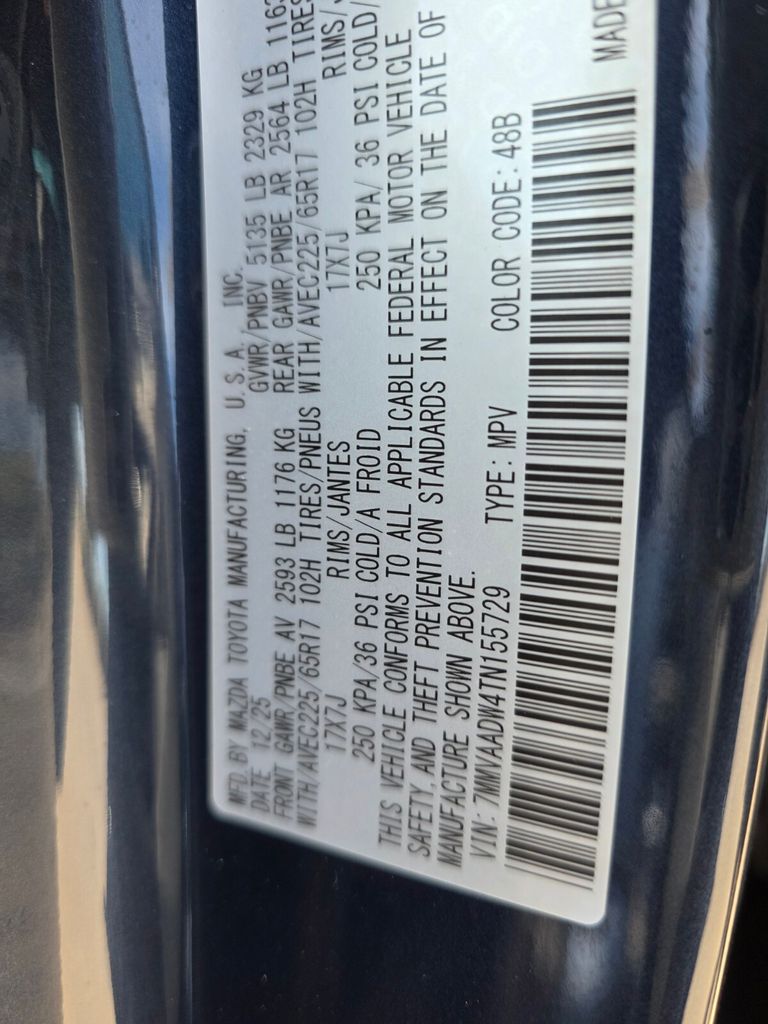 MFD. BY MAZDA TOYOTA MANUFACTURING, U.S.A., INC.
DATE 12/25 GVWR/PNBV 5135 LB 2329 KG
FRONT GAWR/PNBE AV 2593 LB 1176 KG REAR GAWR/PNBE AR 2564 LB 1163
WITH/AVEC225/65R17 102H TIRES/PNEUS WITH/AVEC225/65R17 102H TIRES
17X7J RIMS/JANTES 17X7J RIMS/
250 KPA/36 PSI COLD/A FROID 250 KPA/ 36 PSI COLD/
THIS VEHICLE CONFORMS TO ALL APPLICABLE FEDERAL MOTOR VEHICLE
SAFETY, AND THEFT PREVENTION STANDARDS IN EFFECT ON THE DATE OF
MANUFACTURE SHOWN ABOVE.
VIN: 7MMVAADW4TN155729 TYPE: MPV COLOR CODE: 48B
MADE